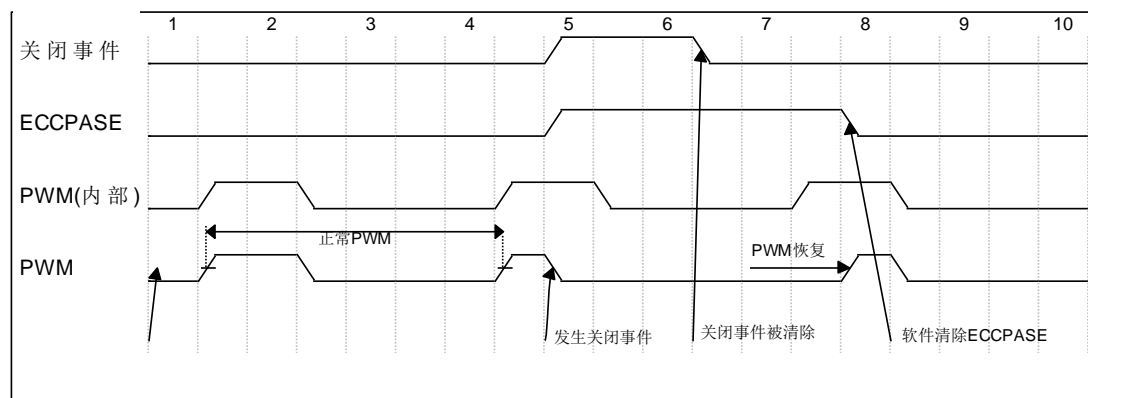 1 2 3 4 5 6 7 8 9 10
关闭事件
ECCPASE
PWM(内部)
正常PWM
PWM恢复
PWM
发生关闭事件
关闭事件被清除
软件清除ECCPASE